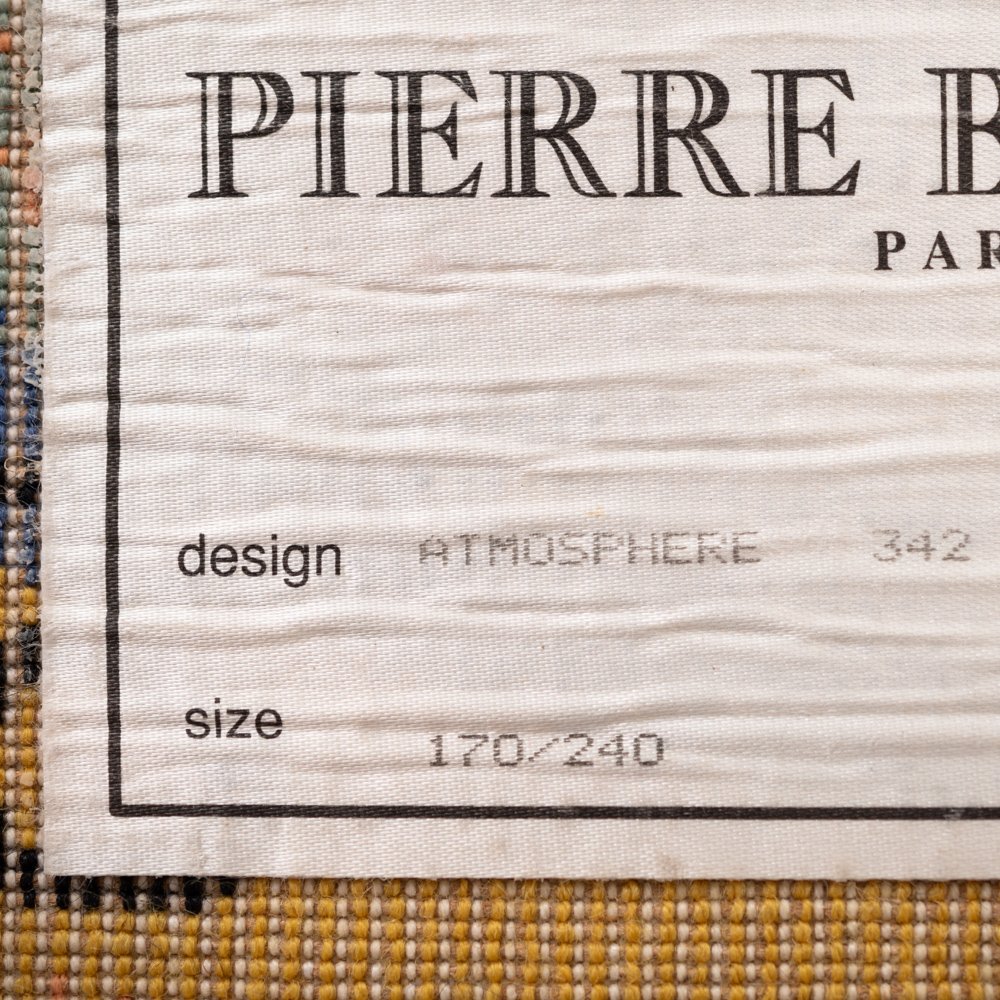 PIERRE B
PAR
design ATMOSPHERE 342
size 170/240